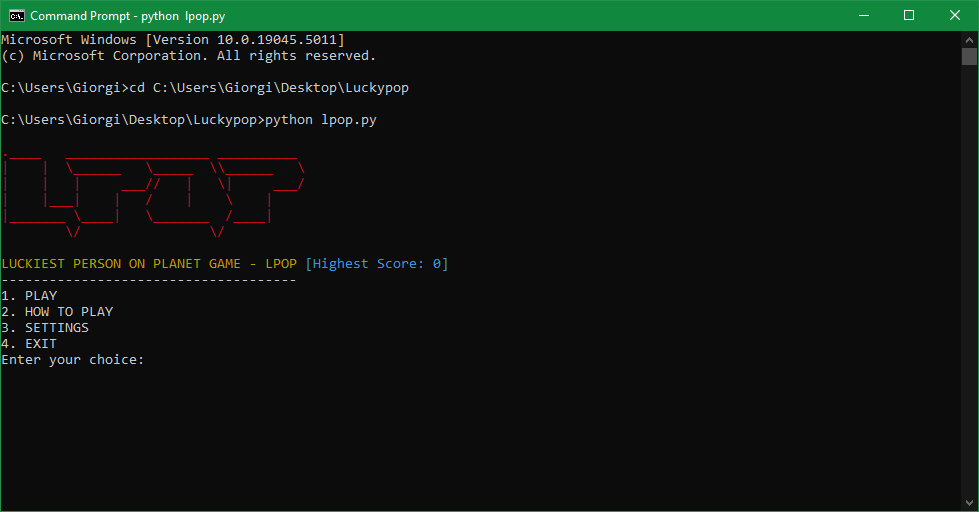 Command Prompt - python  lpop.py
Microsoft Windows [Version 10.0.19045.5011]
(c) Microsoft Corporation. All rights reserved.
C:\Users\Giorgi>cd C:\Users\Giorgi\Desktop\Luckypop
C:\Users\Giorgi\Desktop\Luckypop>python lpop.py
LPOP
LUCKIEST PERSON ON PLANET GAME - LPOP [Highest Score: 0]
-------------------------------------
1. PLAY
2. HOW TO PLAY
3. SETTINGS
4. EXIT
Enter your choice: